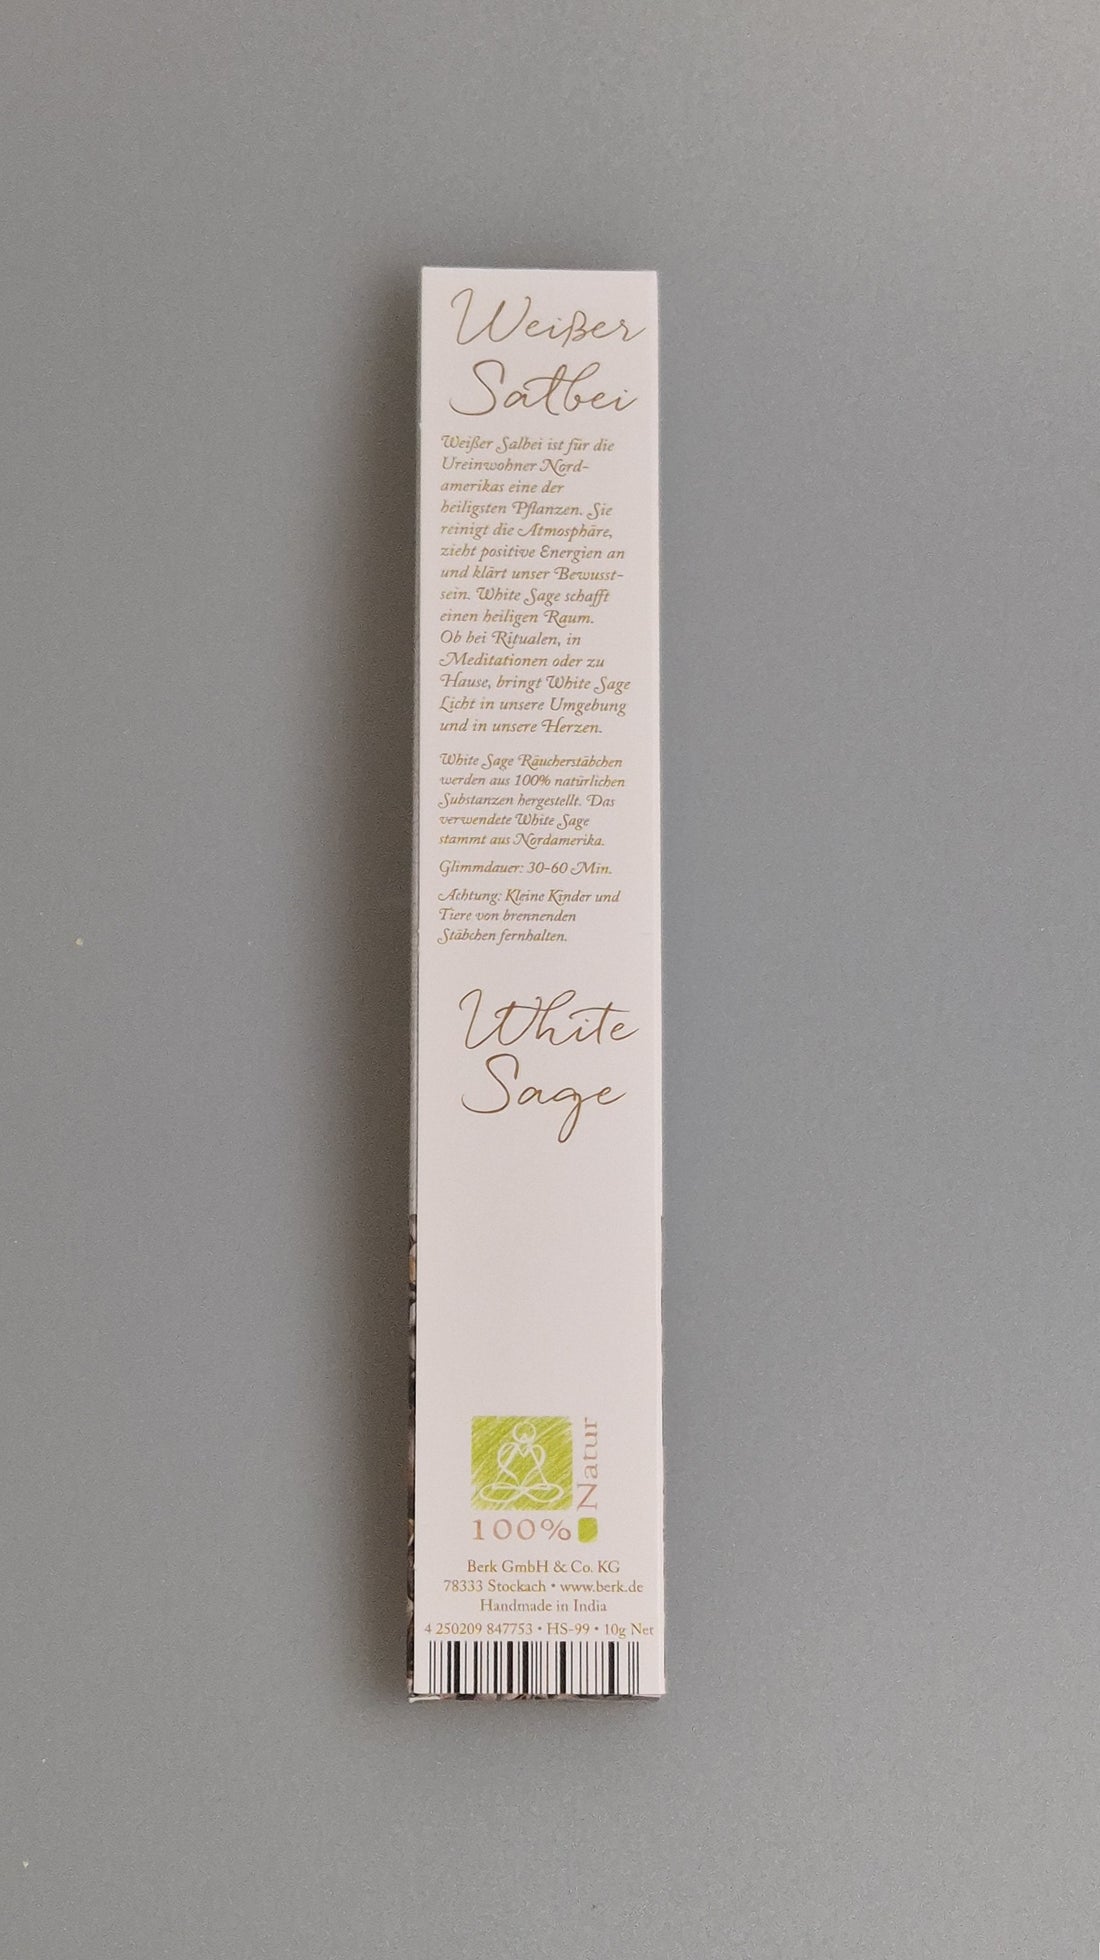 Weißer
Salbei
Weißer Salbei ist für die
Ureinwohner Nord-
amerikas eine der
heiligsten Pflanzen. Sie
reinigt die Atmosphäre,
zieht positive Energien an
und klärt unser Bewusst-
sein. White Sage schafft
einen heiligen Raum.
Ob bei Ritualen, in
Meditationen oder zu
Hause, bringt White Sage
Licht in unsere Umgebung
und in unsere Herzen.
White Sage Räucherstäbchen
werden aus 100% natürlichen
Substanzen hergestellt. Das
verwendete White Sage
stammt aus Nordamerika.
Glimmdauer: 30-60 Min.
Achtung: Kleine Kinder und
Tiere von brennenden
Stäbchen fernhalten.
White
Sage
100% Natur
Berk GmbH & Co. KG
78333 Stockach • www.berk.de
Handmade in India
4 250209 847753 • HS-99 • 10g Net